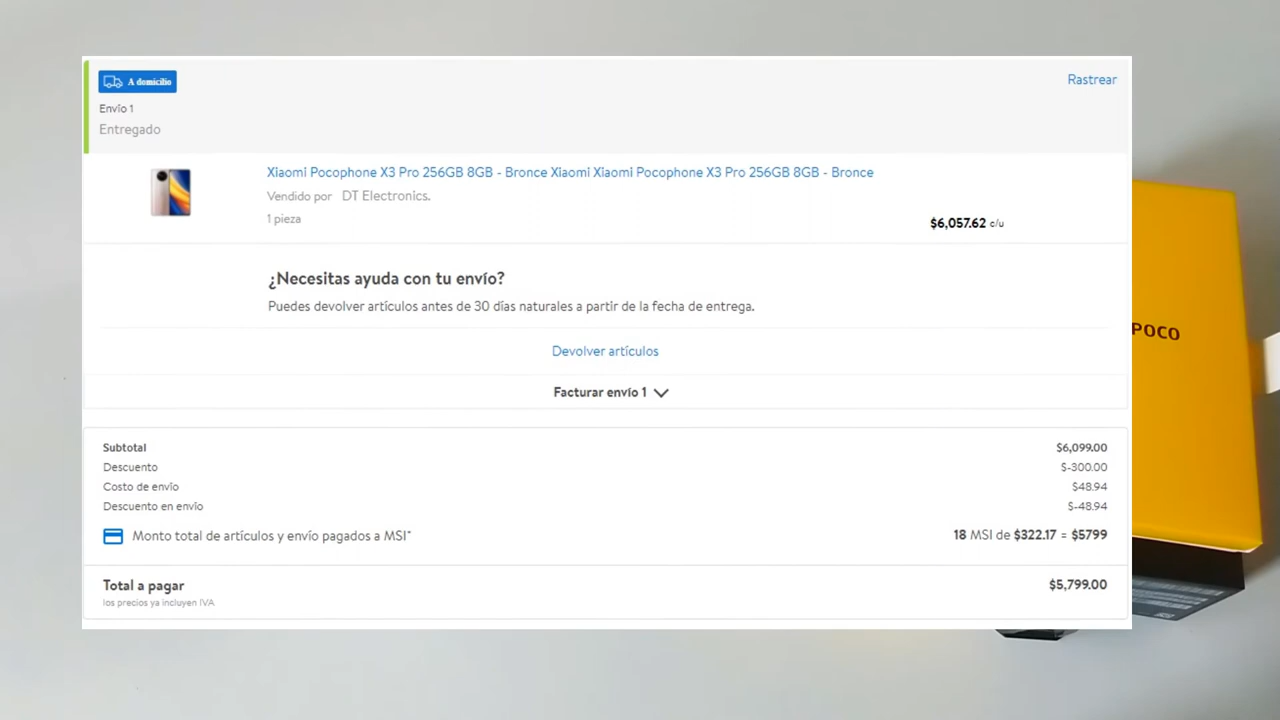 A domicilio
Rastrear
Envío 1
Entregado
Xiaomi Pocophone X3 Pro 256GB 8GB - Bronce Xiaomi Xiaomi Pocophone X3 Pro 256GB 8GB - Bronce
Vendido por DT Electronics.
1 pieza
$6,057.62 c/u
¿Necesitas ayuda con tu envío?
Puedes devolver artículos antes de 30 días naturales a partir de la fecha de entrega.
POCO
Devolver artículos
Facturar envío 1
Subtotal $6,099.00
Descuento $-300.00
Costo de envío $48.94
Descuento en envío $-48.94
Monto total de artículos y envío pagados a MSI* 18 MSI de $322.17 = $5799
Total a pagar $5,799.00
los precios ya incluyen IVA